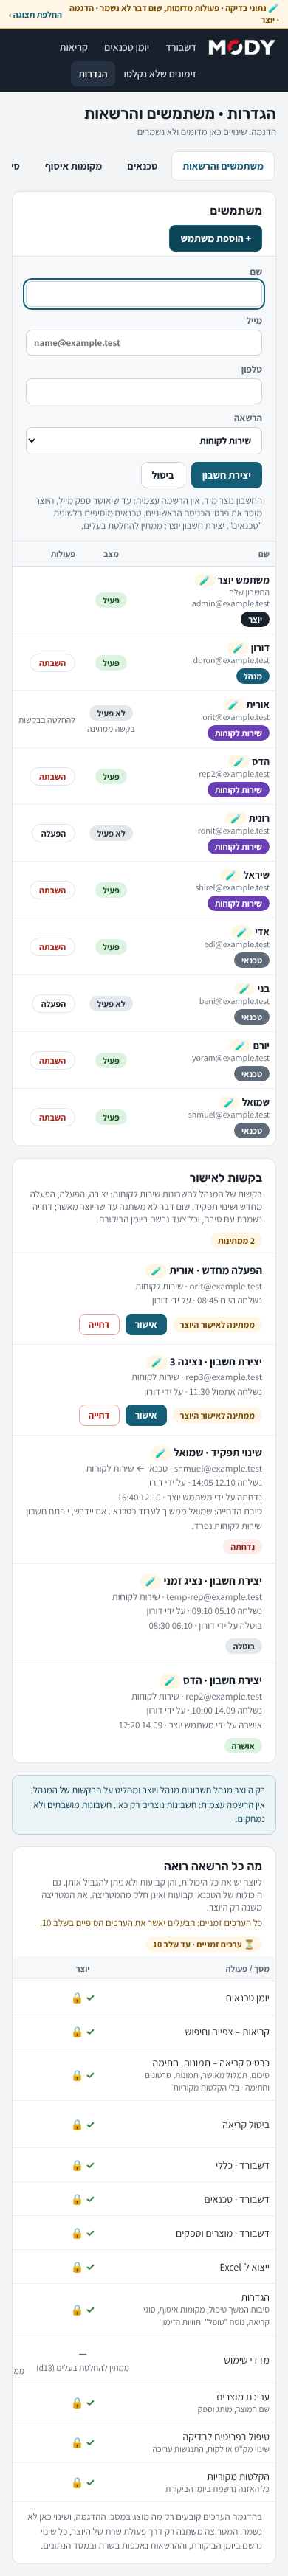 🧪 נתוני בדיקה · פעולות מדומות, שום דבר לא נשמר · הדגמה · יוצר
החלפת תצוגה ›
MODY
דשבורד
יומן טכנאים
קריאות
זימונים שלא נקלטו
הגדרות
הגדרות • משתמשים והרשאות
הדגמה: שינויים כאן מדומים ולא נשמרים
משתמשים והרשאות
טכנאים
מקומות איסוף
סי
משתמשים
+ הוספת משתמש
שם
מייל
name@example.test
טלפון
הרשאה
שירות לקוחות
יצירת חשבון
ביטול
החשבון נוצר מיד. אין הרשמה עצמית: עד שיאושר ספק מייל, היוצר
מוסר את פרטי הכניסה הראשוניים. טכנאים מוסיפים בלשונית
"טכנאים". יצירת חשבון יוצר: ממתין להחלטת בעלים.
שם
מצב
פעולות
משתמש יוצר 🧪
החשבון שלך
admin@example.test
יוצר
פעיל
דורון 🧪
doron@example.test
מנהל
פעיל
השבתה
אורית 🧪
orit@example.test
שירות לקוחות
לא פעיל
בקשה ממתינה
להחלטה בבקשות
הדס 🧪
rep2@example.test
שירות לקוחות
פעיל
השבתה
רונית 🧪
ronit@example.test
שירות לקוחות
לא פעיל
הפעלה
שיראל 🧪
shirel@example.test
שירות לקוחות
פעיל
השבתה
אדי 🧪
edi@example.test
טכנאי
פעיל
השבתה
בני 🧪
beni@example.test
טכנאי
לא פעיל
הפעלה
יורם 🧪
yoram@example.test
טכנאי
פעיל
השבתה
שמואל 🧪
shmuel@example.test
טכנאי
פעיל
השבתה
בקשות לאישור
בקשות של המנהל לחשבונות שירות לקוחות: יצירה, הפעלה, הפעלה
מחדש ושינוי תפקיד. שום דבר לא משתנה עד שהיוצר מאשר; דחייה
נשמרת עם סיבה, וכל צעד נרשם ביומן הביקורת.
2 ממתינות
הפעלה מחדש · אורית 🧪
orit@example.test · שירות לקוחות
נשלחה היום 08:45 · על ידי דורון
ממתינה לאישור היוצר
אישור
דחייה
יצירת חשבון · נציגה 3 🧪
rep3@example.test · שירות לקוחות
נשלחה אתמול 11:30 · על ידי דורון
ממתינה לאישור היוצר
אישור
דחייה
שינוי תפקיד · שמואל 🧪
shmuel@example.test · טכנאי ← שירות לקוחות
נשלחה 12.10 14:05 · על ידי דורון
נדחתה על ידי משתמש יוצר · 12.10 16:40
סיבת הדחייה: שמואל ממשיך לעבוד כטכנאי. אם יידרש, ייפתח חשבון
שירות לקוחות נפרד.
נדחתה
יצירת חשבון · נציג זמני 🧪
temp-rep@example.test · שירות לקוחות
נשלחה 05.10 09:10 · על ידי דורון
בוטלה על ידי דורון · 06.10 08:30
בוטלה
יצירת חשבון · הדס 🧪
rep2@example.test · שירות לקוחות
נשלחה 14.09 10:00 · על ידי דורון
אושרה על ידי משתמש יוצר · 14.09 12:20
אושרה
רק היוצר מנהל חשבונות מנהל ויוצר ומחליט על הבקשות של המנהל.
אין הרשמה עצמית: חשבונות נוצרים רק כאן. חשבונות מושבתים ולא
נמחקים.
מה כל הרשאה רואה
ליוצר יש את כל היכולות, והן קבועות ולא ניתן להגביל אותן. גם
היכולות של הטכנאי קבועות ואינן חלק מהמטריצה. את המטריצה
משנה רק היוצר.
כל הערכים זמניים: הבעלים יאשר את הערכים הסופיים בשלב 10.
⏳ ערכים זמניים · עד שלב 10
מסך / פעולה
יוצר
יומן טכנאים
✓ 🔒
קריאות – צפייה וחיפוש
✓ 🔒
כרטיס קריאה – תמונות, חתימה
סיכום, תמלול מאושר, תמונות, סרטונים
וחתימה · בלי הקלטות מקוריות
✓ 🔒
ביטול קריאה
✓ 🔒
דשבורד · כללי
✓ 🔒
דשבורד · טכנאים
✓ 🔒
דשבורד · מוצרים וספקים
✓ 🔒
ייצוא ל-Excel
✓ 🔒
הגדרות
סיבות המשך טיפול, מקומות איסוף, סוגי
קריאה, נוסח "טופל" ותוויות הזימון
✓ 🔒
מדדי שימוש
—
ממתין להחלטת בעלים (d13)
ממת
עריכת מוצרים
שם המוצר, מותג וספק
✓ 🔒
טיפול בפריטים לבדיקה
שינוי מק"ט או לקוח, התנגשות עריכה
✓ 🔒
הקלטות מקוריות
כל האזנה נרשמת ביומן הביקורת
✓ 🔒
בהדגמה הערכים קובעים רק מה מוצג במסכי ההדגמה, ושינוי כאן לא
נשמר. המטריצה משתנה רק דרך פעולת שרת של היוצר, כל שינוי
נרשם ביומן הביקורת, וההרשאות נאכפות בשרת ובמסד הנתונים.